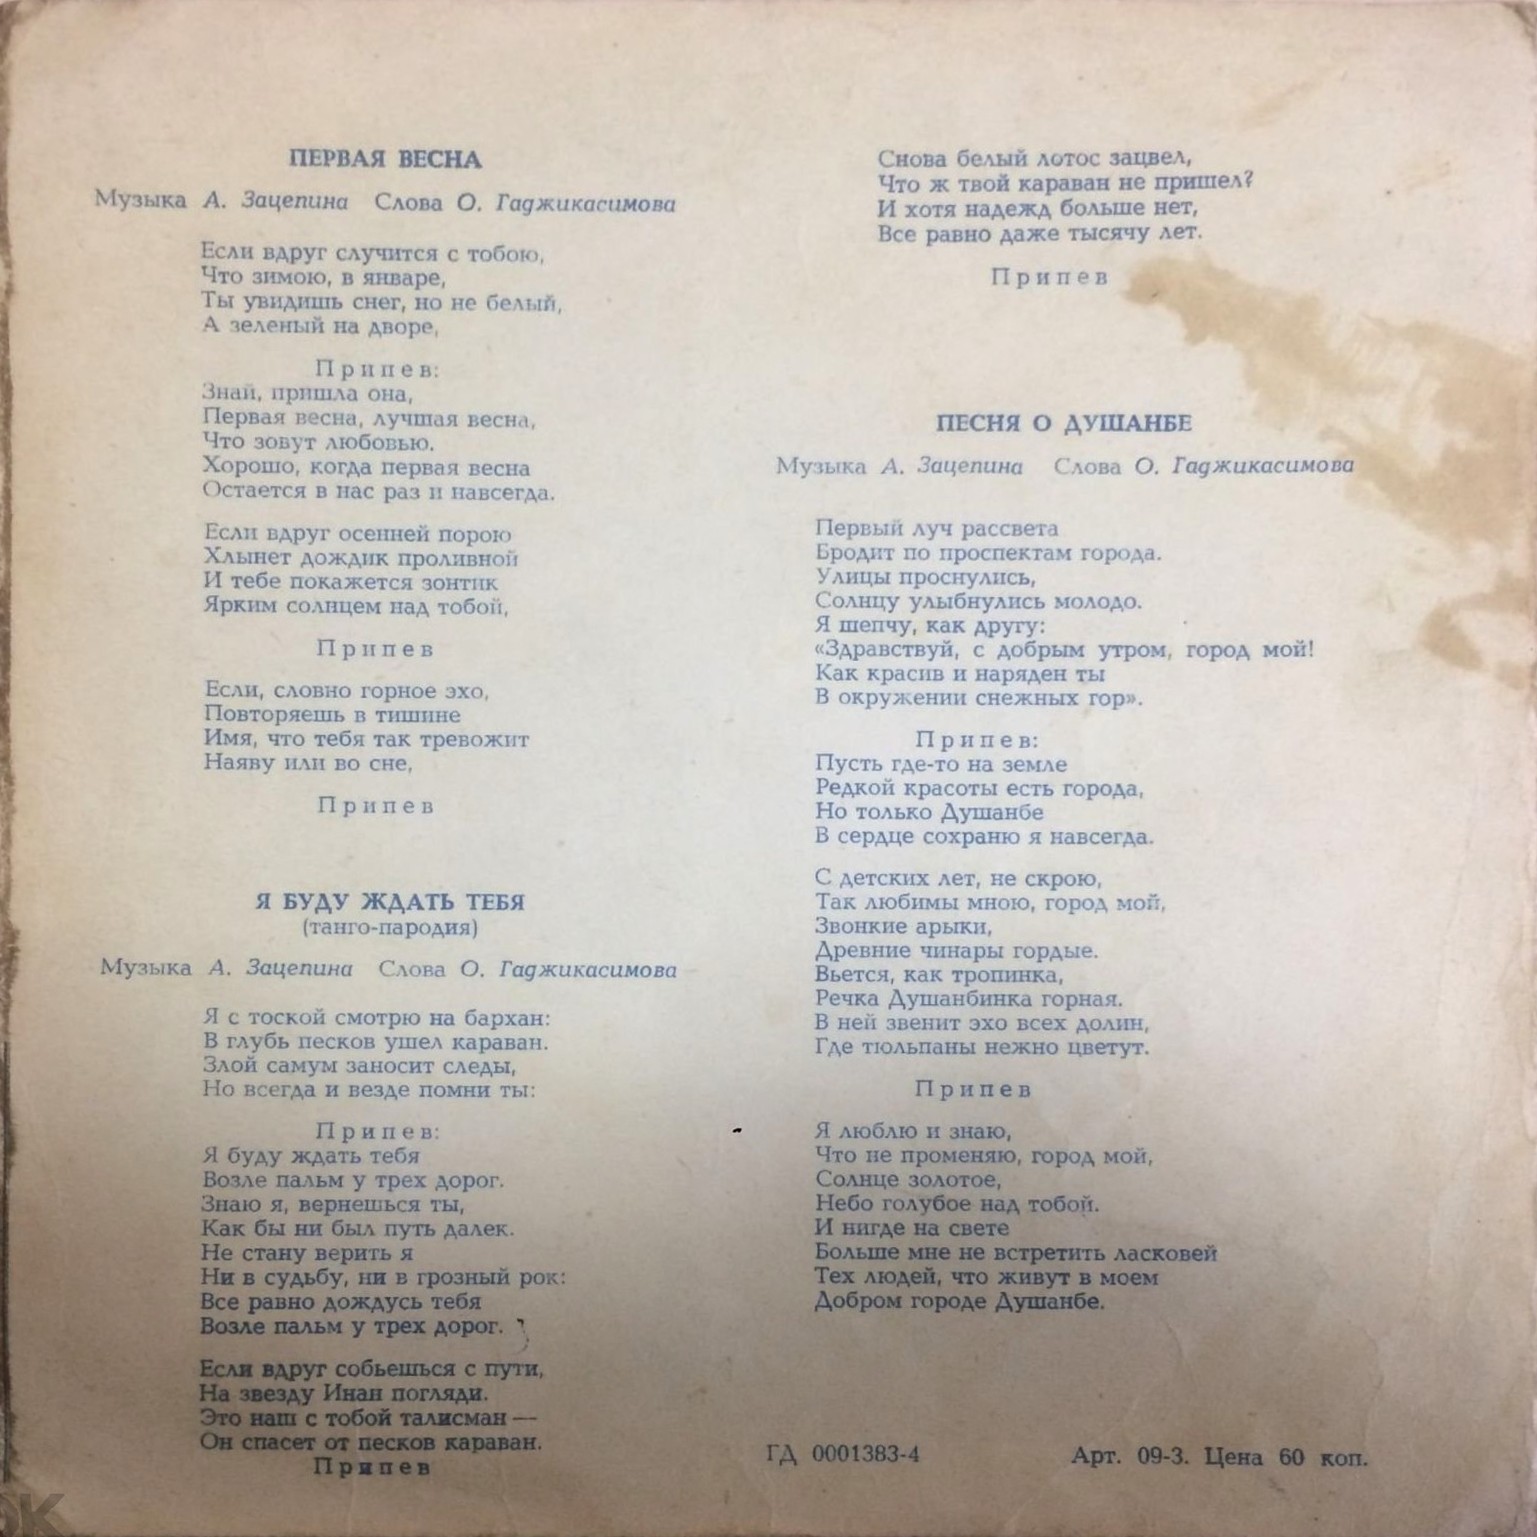 ПЕРВАЯ ВЕСНА
Музыка А. Зацепина Слова О. Гаджикасимова
Если вдруг случится с тобою,
Что зимою, в январе,
Ты увидишь снег, но не белый,
А зеленый на дворе,
Припев:
Знай, пришла она,
Первая весна, лучшая весна,
Что зовут любовью.
Хорошо, когда первая весна
Остается в нас раз и навсегда.
Если вдруг осенней порою
Хлынет дождик проливной
И тебе покажется зонтик
Ярким солнцем над тобой,
Припев
Если, словно горное эхо,
Повторяешь в тишине
Имя, что тебя так тревожит
Наяву или во сне,
Припев
Я БУДУ ЖДАТЬ ТЕБЯ
(танго-пародия)
Музыка А. Зацепина Слова О. Гаджикасимова
Я с тоской смотрю на бархан:
В глубь песков ушел караван.
Злой самум заносит следы,
Но всегда и везде помни ты:
Припев:
Я буду ждать тебя
Возле пальм у трех дорог.
Знаю я, вернешься ты,
Как бы ни был путь далек.
Не стану верить я
Ни в судьбу, ни в грозный рок:
Все равно дождусь тебя
Возле пальм у трех дорог.
Если вдруг собьешься с пути,
На звезду Инан погляди.
Это наш с тобой талисман —
Он спасет от песков караван.
Припев
Снова белый лотос зацвел,
Что ж твой караван не пришел?
И хотя надежд больше нет,
Все равно даже тысячу лет.
Припев
ПЕСНЯ О ДУШАНБЕ
Музыка А. Зацепина Слова О. Гаджикасимова
Первый луч рассвета
Бродит по проспектам города.
Улицы проснулись,
Солнцу улыбнулись молодо.
Я шепчу, как другу:
«Здравствуй, с добрым утром, город мой!
Как красив и наряден ты
В окружении снежных гор».
Припев:
Пусть где-то на земле
Редкой красоты есть города,
Но только Душанбе
В сердце сохраню я навсегда.
С детских лет, не скрою,
Так любимы мною, город мой,
Звонкие арыки,
Древние чинары гордые.
Вьется, как тропинка,
Речка Душанбинка горная.
В ней звенит эхо всех долин,
Где тюльпаны нежно цветут.
Припев
Я люблю и знаю,
Что не променяю, город мой,
Солнце золотое,
Небо голубое над тобой.
И нигде на свете
Больше мне не встретить ласковей
Тех людей, что живут в моем
Добром городе Душанбе.
ГД 0001383-4 Арт. 09-3. Цена 60 коп.